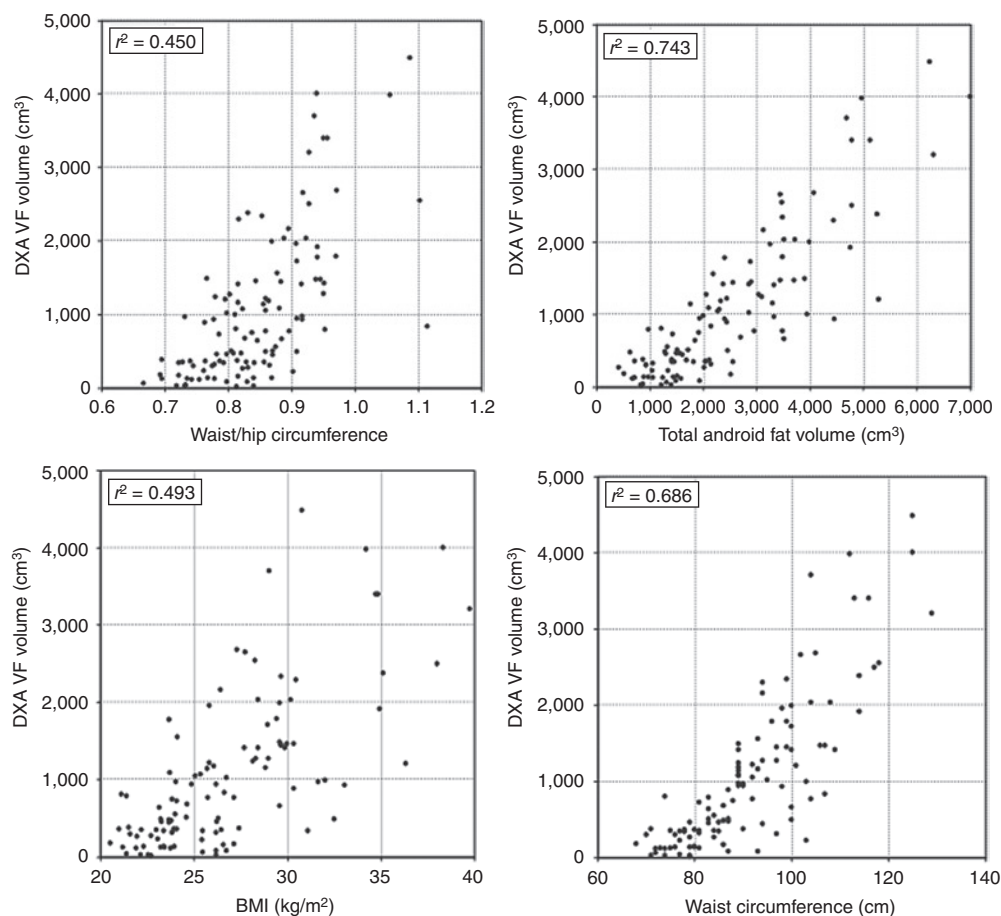 5,000
r² = 0.450
4,000
3,000
2,000
1,000
0
DXA VF volume (cm³)
0.6 0.7 0.8 0.9 1.0 1.1 1.2
Waist/hip circumference
5,000
r² = 0.743
4,000
3,000
2,000
1,000
0
DXA VF volume (cm³)
0 1,000 2,000 3,000 4,000 5,000 6,000 7,000
Total android fat volume (cm³)
5,000
r² = 0.493
4,000
3,000
2,000
1,000
0
DXA VF volume (cm³)
20 25 30 35 40
BMI (kg/m²)
5,000
r² = 0.686
4,000
3,000
2,000
1,000
0
DXA VF volume (cm³)
60 80 100 120 140
Waist circumference (cm)